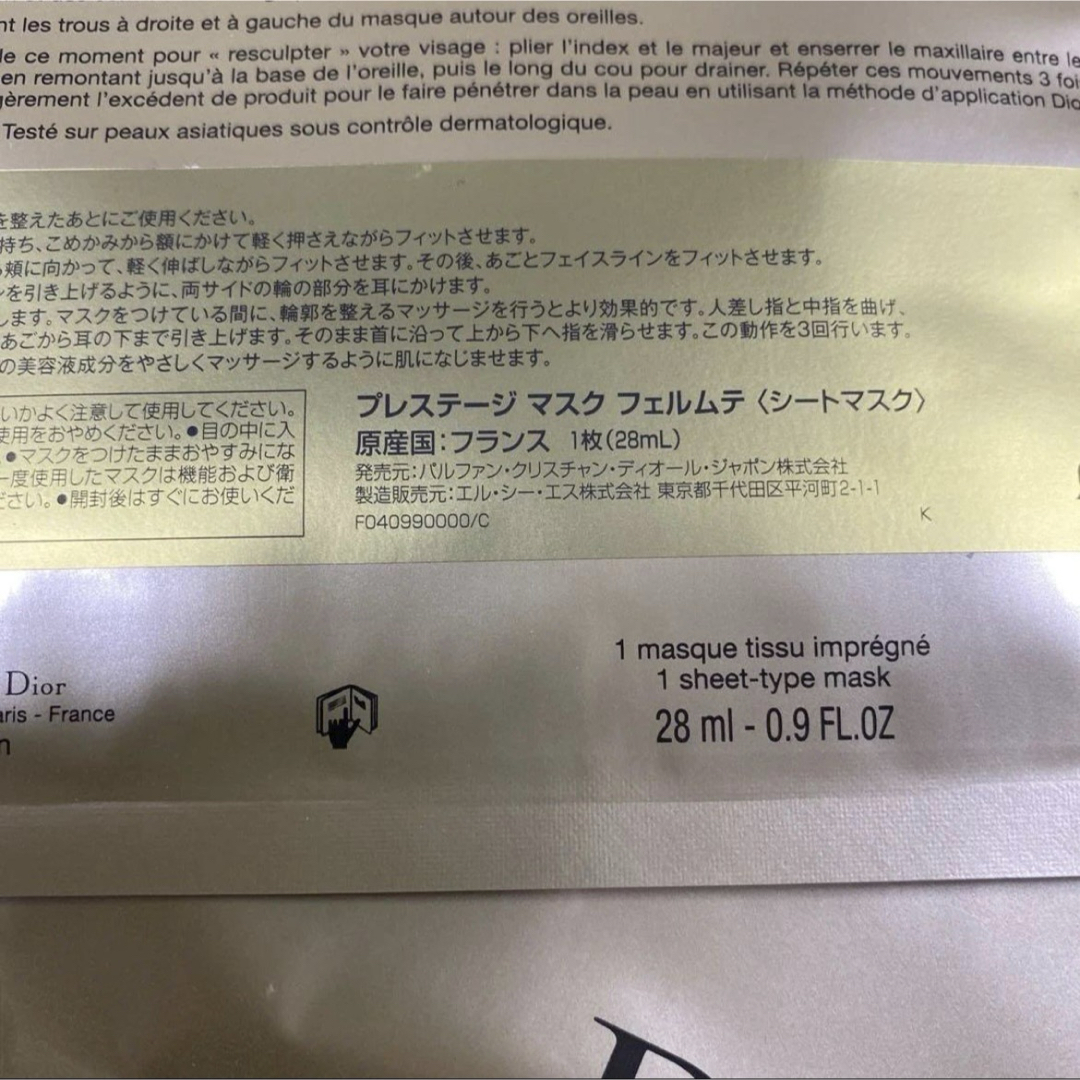 nt les trous à droite et à gauche du masque autour des oreilles.
de ce moment pour « resculpter » votre visage : plier l'index et le majeur et enserrer le maxillaire entre le
en remontant jusqu'à la base de l'oreille, puis le long du cou pour drainer. Répéter ces mouvements 3 foi
gèrement l'excédent de produit pour le faire pénétrer dans la peau en utilisant la méthode d'application Dio
Testé sur peaux asiatiques sous contrôle dermatologique.
を整えたあとにご使用ください。
持ち、こめかみから額にかけて軽く押さえながらフィットさせます。
ら頬に向かって、軽く伸ばしながらフィットさせます。その後、あごとフェイスラインをフィットさせます。
ンを引き上げるように、両サイドの輪の部分を耳にかけます。
します。マスクをつけている間に、輪郭を整えるマッサージを行うとより効果的です。人差し指と中指を曲げ、
あごから耳の下まで引き上げます。そのまま首に沿って上から下へ指を滑らせます。この動作を3回行います。
の美容液成分をやさしくマッサージするように肌になじませます。
いかよく注意して使用してください。
使用をおやめください。●目の中に入
●マスクをつけたままおやすみにな
一度使用したマスクは機能および衛
ださい。●開封後はすぐにお使いくだ
プレステージ マスク フェルムテ〈シートマスク〉
原産国：フランス 1枚（28mL）
発売元：パルファン・クリスチャン・ディオール・ジャポン株式会社
製造販売元：エル・シー・エス株式会社 東京都千代田区平河町2-1-1
F040990000/C
K
1 masque tissu imprégné
1 sheet-type mask
28 ml - 0.9 FL.OZ
Dior
aris - France
n